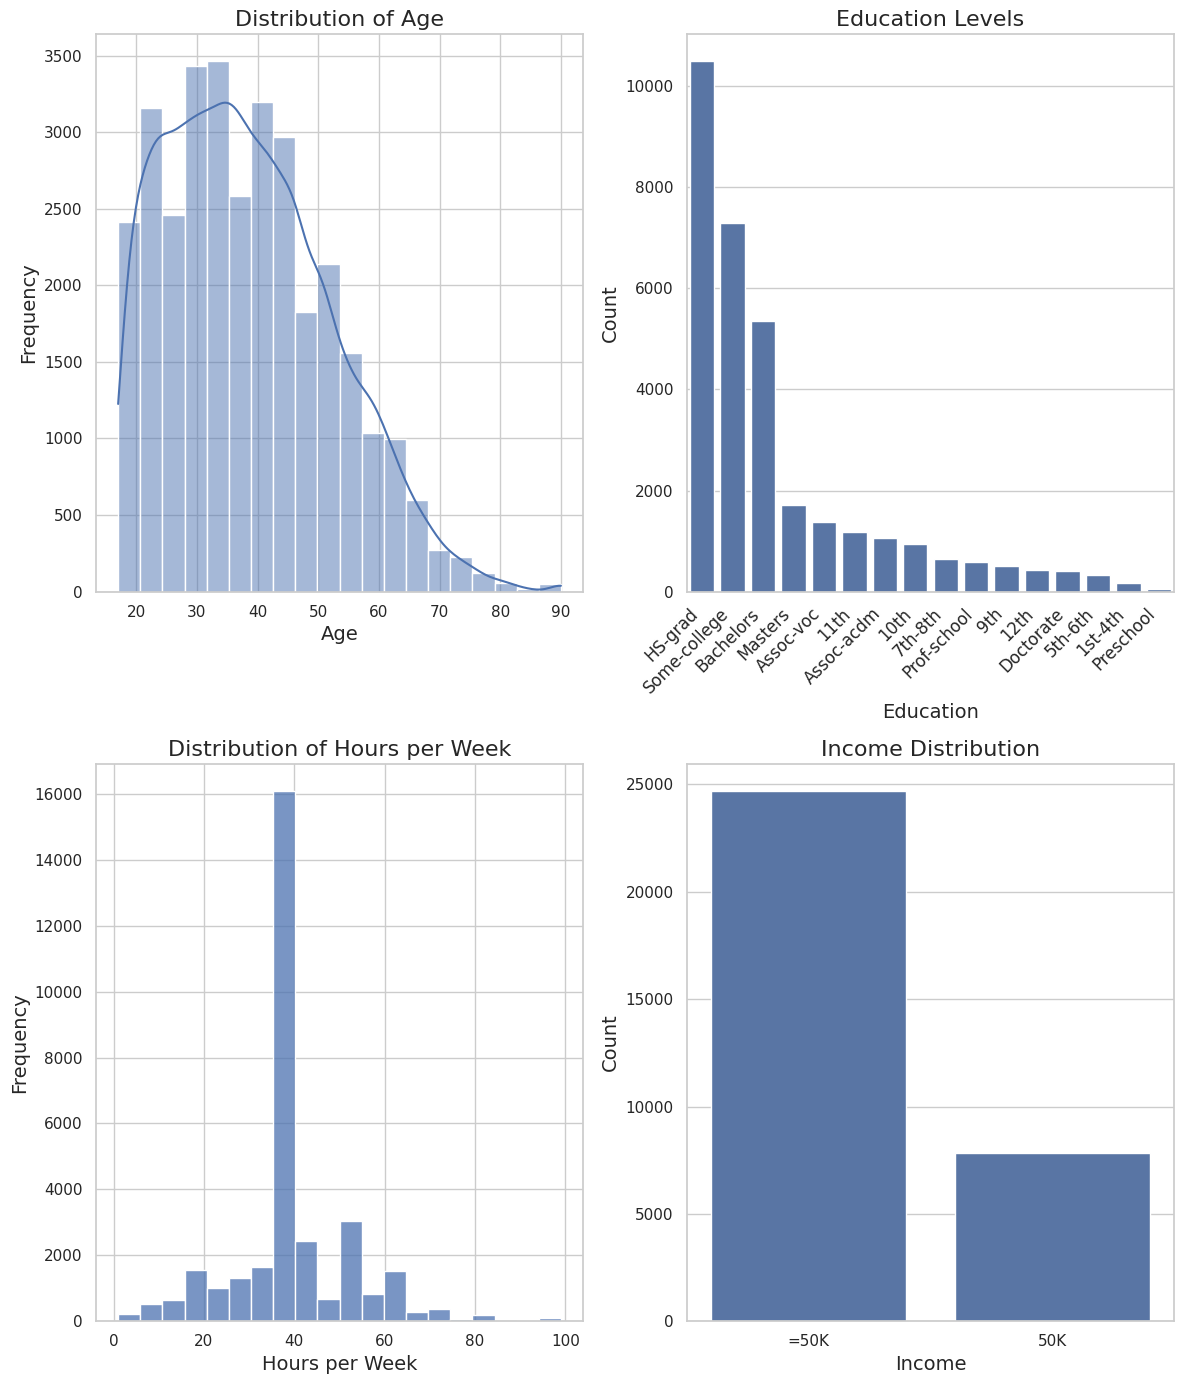 Distribution of Age
3500
3000
2500
2000
1500
1000
500
0
Frequency
20 30 40 50 60 70 80 90
Age
Education Levels
10000
8000
6000
4000
2000
0
Count
HS-grad
Some-college
Bachelors
Masters
Assoc-voc
11th
Assoc-acdm
10th
7th-8th
Prof-school
9th
12th
Doctorate
5th-6th
1st-4th
Preschool
Education
Distribution of Hours per Week
16000
14000
12000
10000
8000
6000
4000
2000
0
Frequency
0 20 40 60 80 100
Hours per Week
Income Distribution
25000
20000
15000
10000
5000
0
Count
=50K 50K
Income